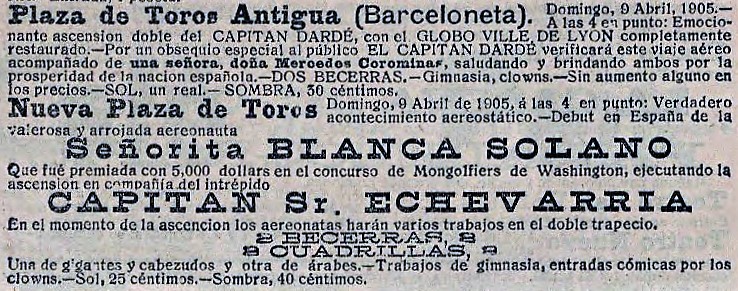 Plaza de Toros Antigua (Barceloneta). Domingo, 9 Abril, 1905.—
A las 4 en punto: Emocio-
nante ascension doble del CAPITAN DARDÉ, con el GLOBO VILLE DE LYON completamente
restaurado.—Por un obsequio especial al público EL CAPITAN DARDÉ verificará este viaje aéreo
acompañado de una señora, doña Mercedes Corominar, saludando y brindando ambos por la
prosperidad de la nacion española.—DOS BECERRAS.—Gimnasia, clowns.—Sin aumento alguno en
los precios.—SOL, un real.—SOMBRA, 30 céntimos.
Nueva Plaza de Toros Domingo, 9 Abril de 1905, á las 4 en punto: Verdadero
acontecimiento aereostático.—Debut en España de la
valerosa y arrojada aereonauta
Señorita BLANCA SOLANO
Que fué premiada con 5,000 dollars en el concurso de Mongolfiers de Washington, ejecutando la
ascension en compañía del intrépido
CAPITAN Sr. ECHEVARRIA
En el momento de la ascencion los aereonatas harán varios trabajos en el doble trapecio.
2 BECERRAS, 2
2 CUADRILLAS, 2
Una de gigantes y cabezudos y otra de árabes.—Trabajos de gimnasia, entradas cómicas por los
clowns.—Sol, 25 céntimos.—Sombra, 40 céntimos.